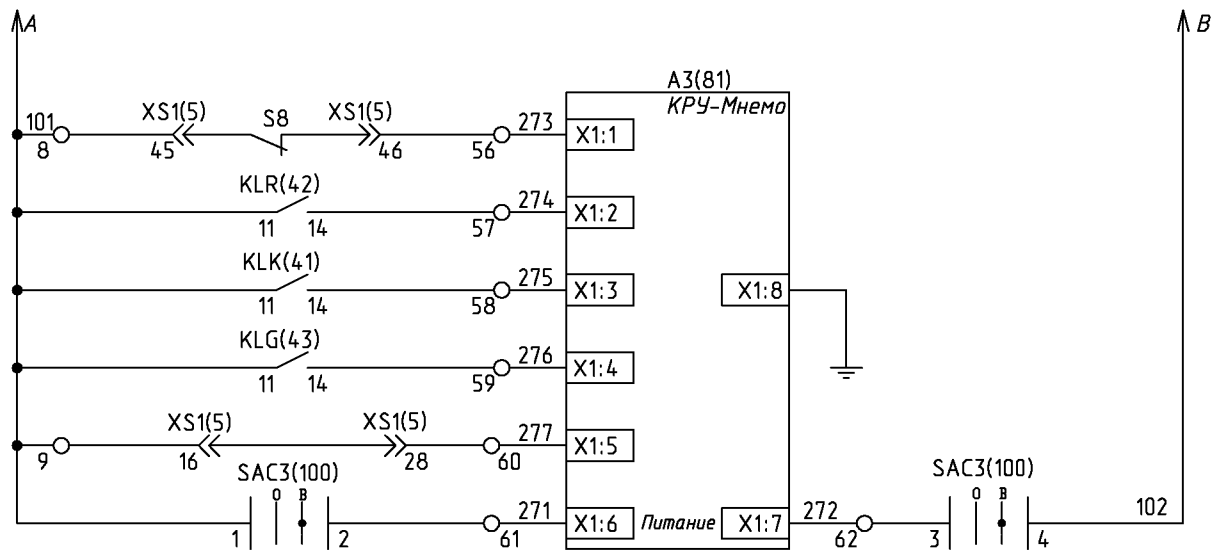 A B
A3(81)
КРУ-Мнемо
101 XS1(5) S8 XS1(5) 273 X1:1
8 45 46 56
KLR(42) 274 X1:2
11 14 57
KLK(41) 275 X1:3 X1:8
11 14 58
KLG(43) 276 X1:4
11 14 59
XS1(5) XS1(5) 277 X1:5
9 16 28 60
SAC3(100) SAC3(100)
О В О В
271 X1:6 Питание X1:7 272 102
1 2 61 62 3 4